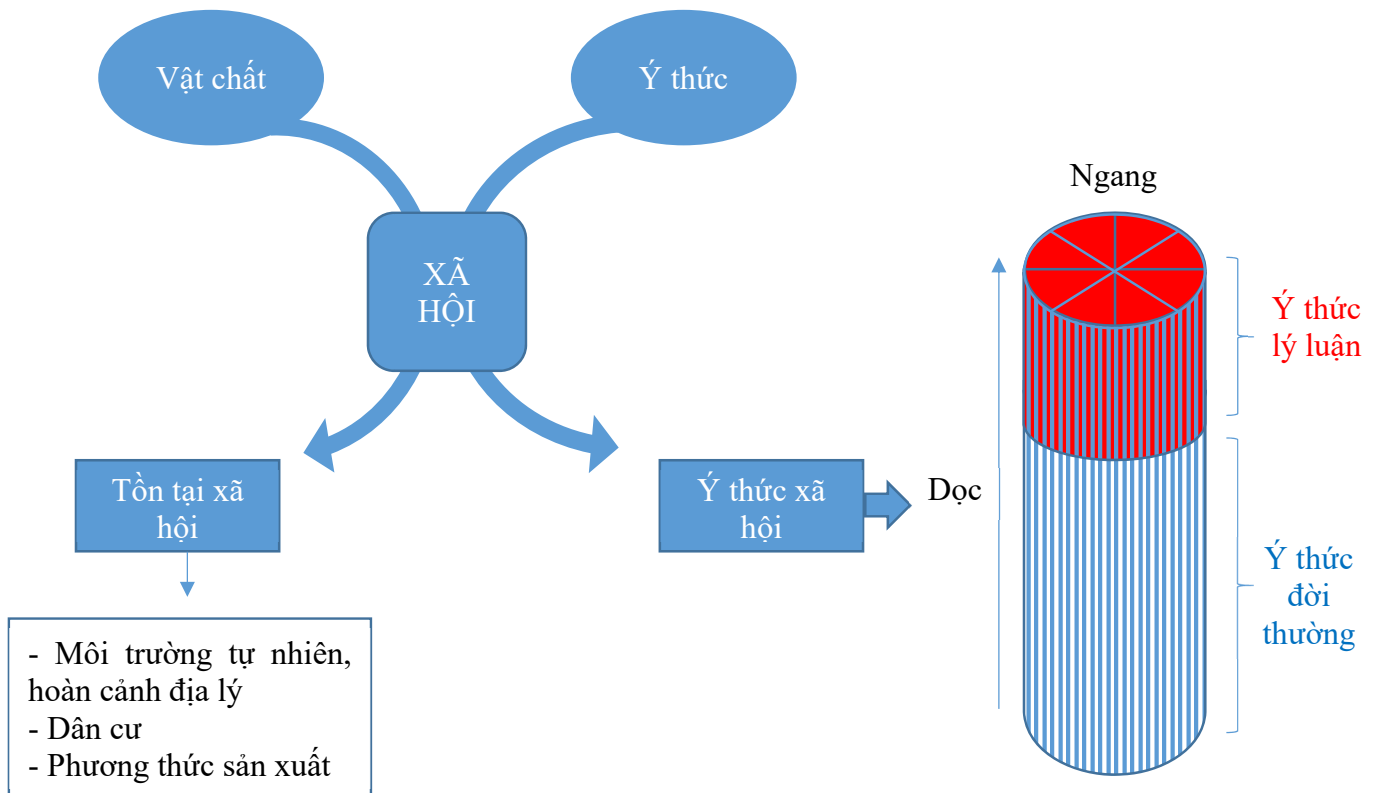 Vật chất
Ý thức
Ngang
XÃ
HỘI
Ý thức
lý luận
Tồn tại xã
hội
Ý thức xã
hội
Dọc
Ý thức
đời
thường
- Môi trường tự nhiên,
hoàn cảnh địa lý
- Dân cư
- Phương thức sản xuất